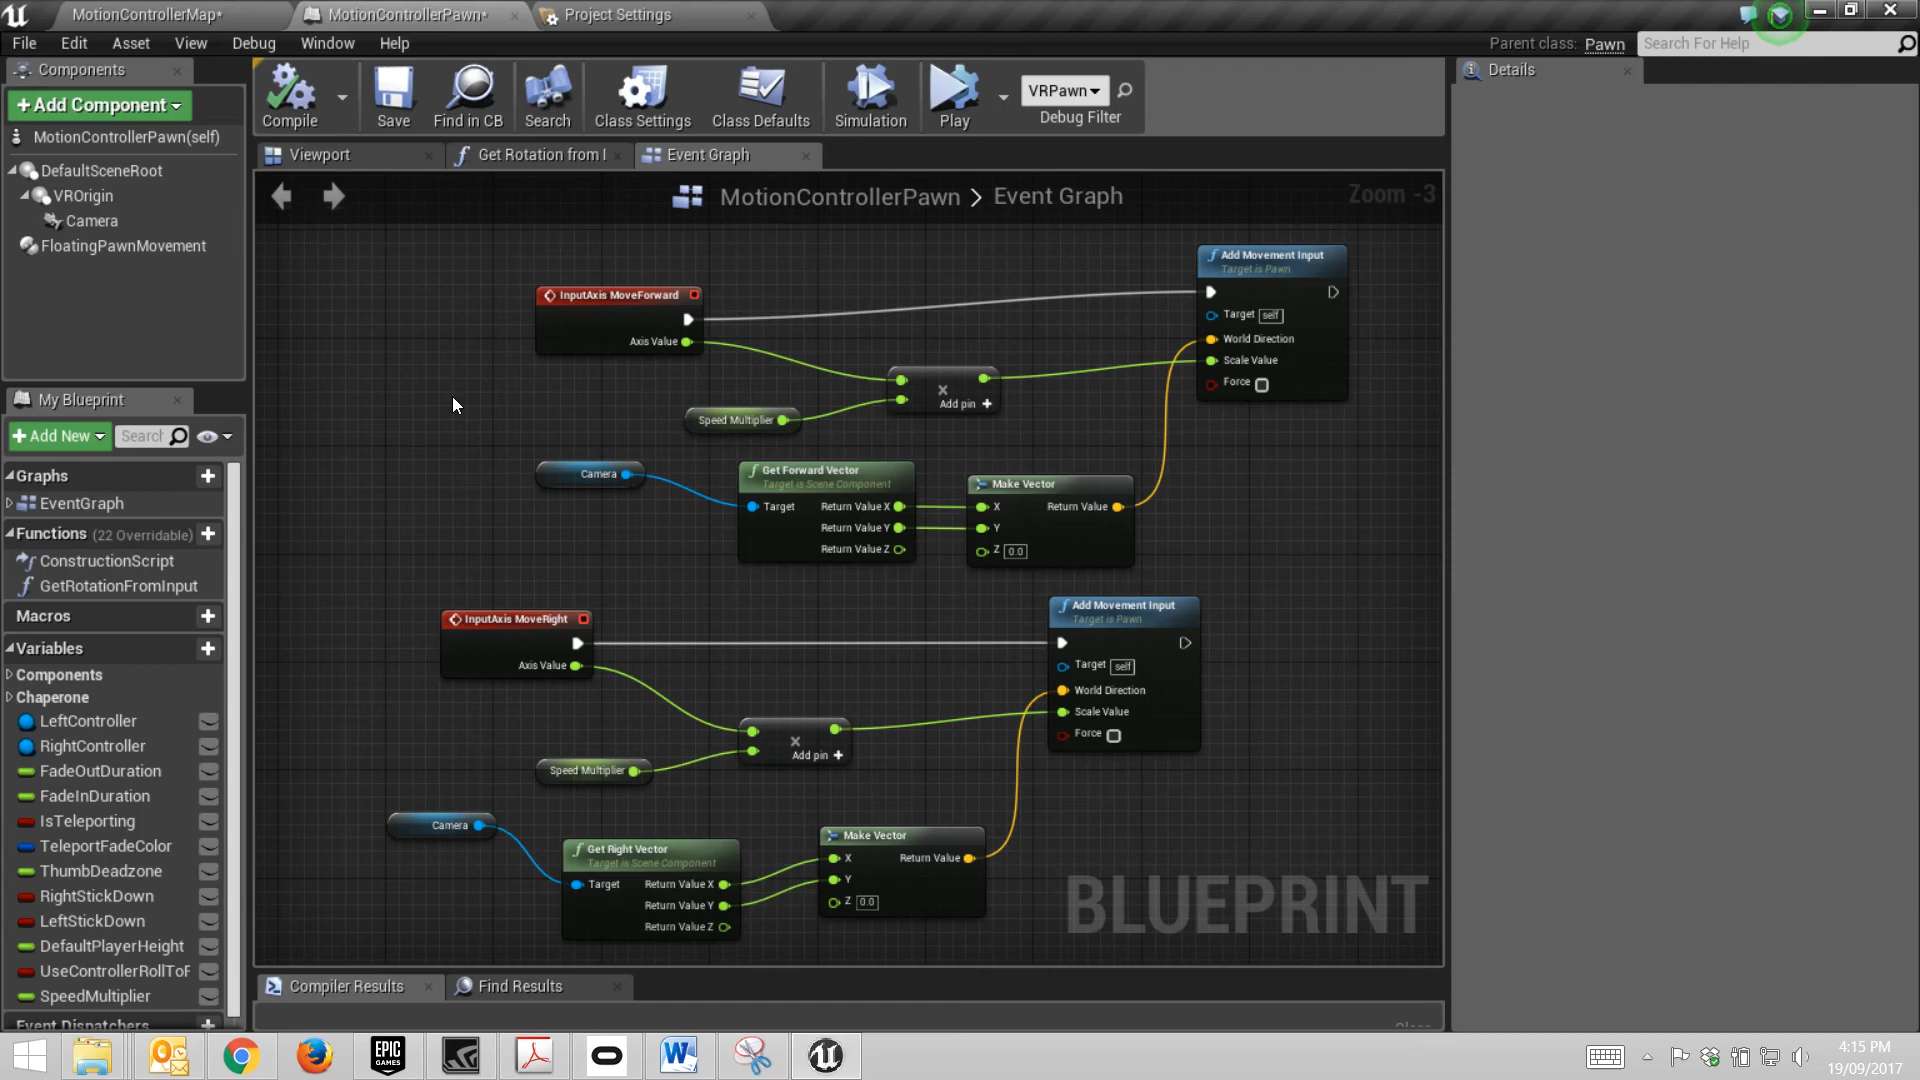 MotionControllerMap*
MotionControllerPawn*
Project Settings
File Edit Asset View Debug Window Help
Parent class: Pawn
Search For Help
Components
Add Component
MotionControllerPawn(self)
DefaultSceneRoot
VROrigin
Camera
FloatingPawnMovement
Compile
Save
Find in CB
Search
Class Settings
Class Defaults
Simulation
Play
VRPawn
Debug Filter
Details
Viewport
Get Rotation from I
Event Graph
MotionControllerPawn > Event Graph
Zoom -3
InputAxis MoveForward
Axis Value
Speed Multiplier
Add pin
Add Movement Input
Target is Pawn
Target self
World Direction
Scale Value
Force
Camera
Get Forward Vector
Target is Scene Component
Target
Return Value X
Return Value Y
Return Value Z
Make Vector
X
Y
Z 0.0
Return Value
InputAxis MoveRight
Axis Value
Speed Multiplier
Add pin
Add Movement Input
Target is Pawn
Target self
World Direction
Scale Value
Force
Camera
Get Right Vector
Target is Scene Component
Target
Return Value X
Return Value Y
Return Value Z
Make Vector
X
Y
Z 0.0
Return Value
BLUEPRINT
My Blueprint
Add New
Search
Graphs
EventGraph
Functions (22 Overridable)
ConstructionScript
GetRotationFromInput
Macros
Variables
Components
Chaperone
LeftController
RightController
FadeOutDuration
FadeInDuration
IsTeleporting
TeleportFadeColor
ThumbDeadzone
RightStickDown
LeftStickDown
DefaultPlayerHeight
UseControllerRollToF
SpeedMultiplier
Event Dispatchers
Compiler Results
Find Results
Clear
EPIC
GAMES
4:15 PM
19/09/2017